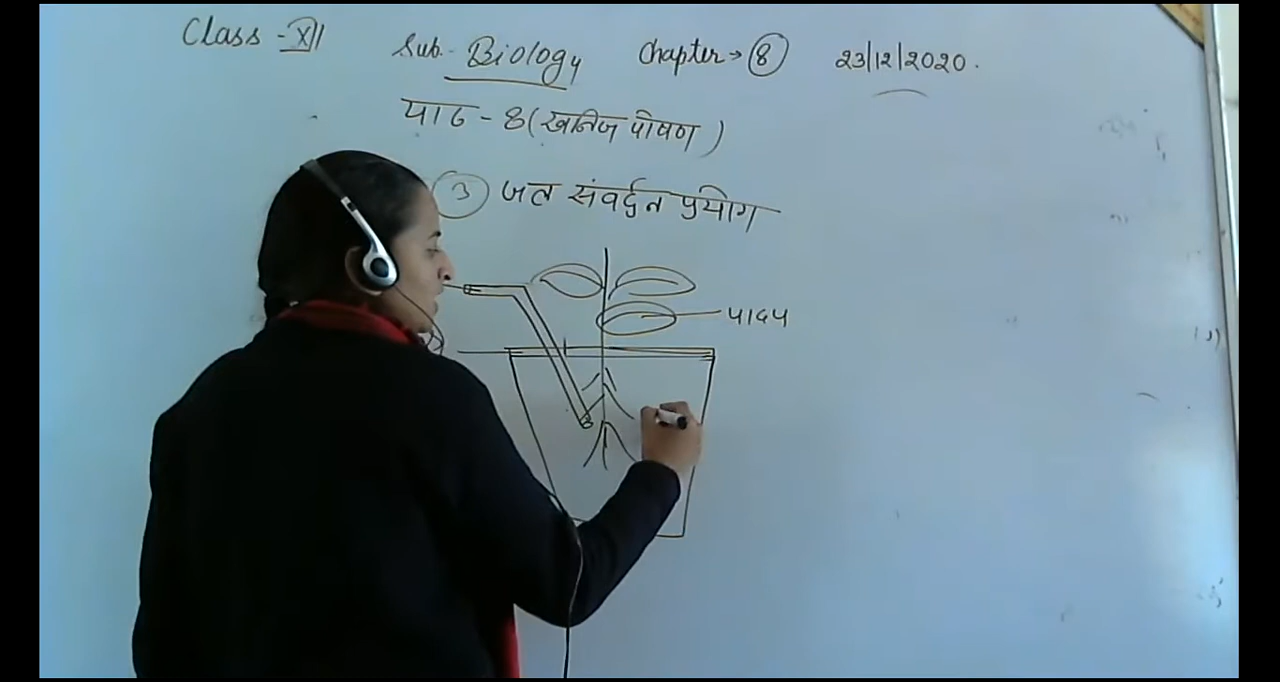 Class - XII Sub. Biology Chapter → 8 23/12/2020.
पाठ - 8 (खनिज पोषण)
3 जल संवर्द्धन प्रयोग
पादप